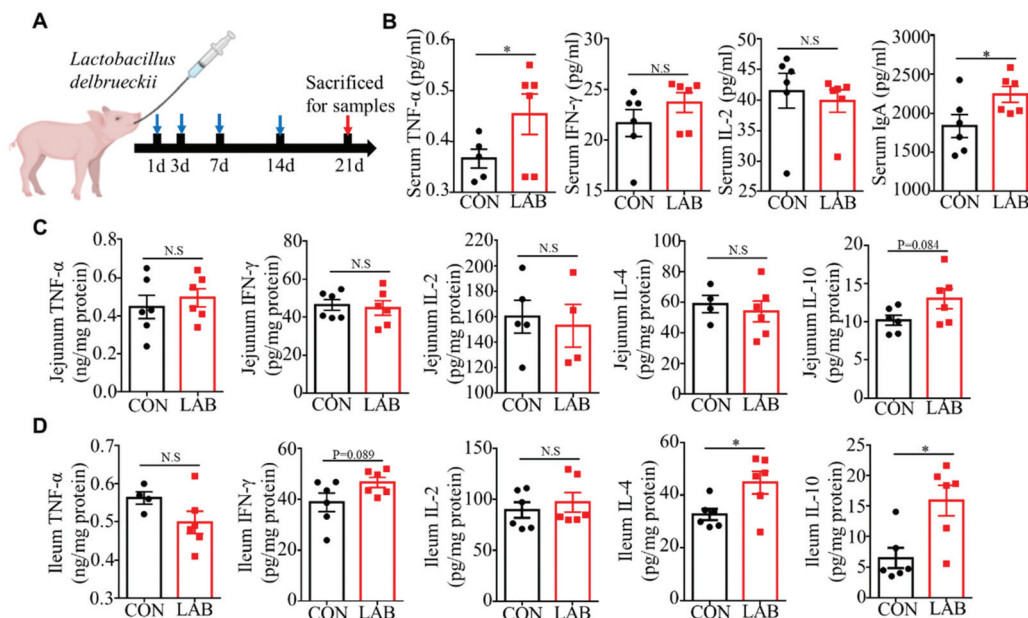 A
Lactobacillus
delbrueckii
Sacrificed
for samples
1d 3d 7d 14d 21d
B
Serum TNF-α (pg/ml)
0.6
0.5
0.4
0.3
*
CON LAB
Serum IFN-γ (pg/ml)
30
25
20
15
N.S
CON LAB
Serum IL-2 (pg/ml)
50
45
40
35
30
25
N.S
CON LAB
Serum IgA (pg/ml)
3000
2500
2000
1500
1000
*
CON LAB
C
Jejunum TNF-α
(ng/mg protein)
0.8
0.6
0.4
0.2
0.0
N.S
CON LAB
Jejunum IFN-γ
(pg/mg protein)
80
60
40
20
0
N.S
CON LAB
Jejunum IL-2
(pg/mg protein)
220
200
180
160
140
120
100
N.S
CON LAB
Jejunum IL-4
(pg/mg protein)
100
80
60
40
20
0
N.S
CON LAB
Jejunum IL-10
(pg/mg protein)
20
15
10
5
0
P=0.084
CON LAB
D
Ileum TNF-α
(ng/mg protein)
0.7
0.6
0.5
0.4
0.3
N.S
CON LAB
Ileum IFN-γ
(pg/mg protein)
60
40
20
0
P=0.089
CON LAB
Ileum IL-2
(pg/mg protein)
150
100
50
0
N.S
CON LAB
Ileum IL-4
(pg/mg protein)
60
40
20
0
*
CON LAB
Ileum IL-10
(pg/mg protein)
25
20
15
10
5
0
*
CON LAB